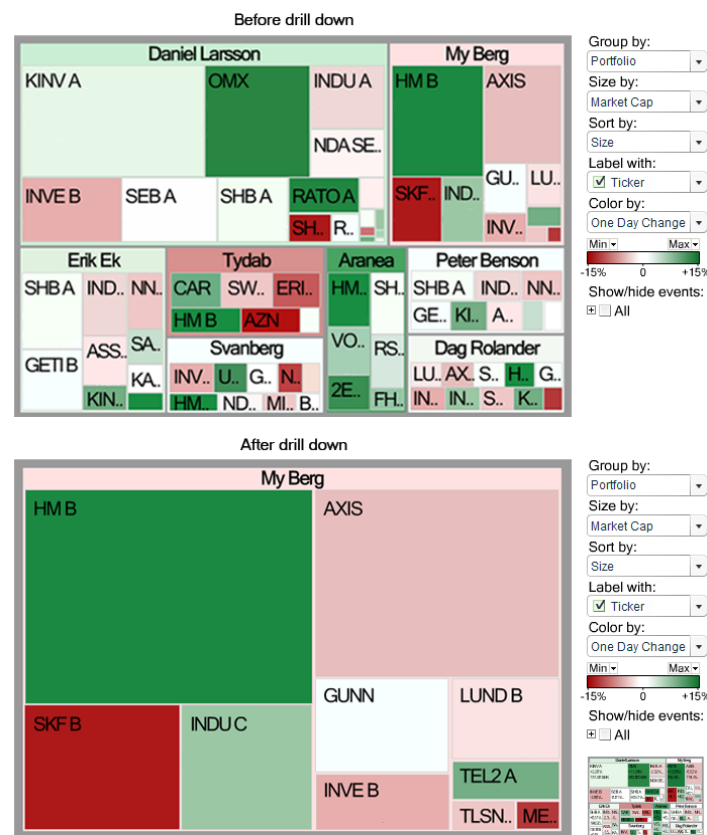 Before drill down
Daniel Larsson
My Berg
KINV A
OMX
INDU A
HM B
AXIS
NDA SE..
INVE B
SEB A
SHB A
RATO A
SH..
R..
SKF..
IND..
GU..
LU..
INV..
Erik Ek
Tydab
Aranea
Peter Benson
SHB A
IND..
NN..
CAR
SW..
ERI..
HM..
SH..
SHB A
IND..
NN..
HM B
AZN
GE..
KI..
A..
GETI B
ASS..
SA..
KA..
KIN..
Svanberg
VO..
RS..
Dag Rolander
INV..
U..
G..
N..
LU..
AX..
S..
H..
G..
HM..
ND..
MI..
B..
2E..
FH..
IN..
IN..
S..
K..
Group by:
Portfolio
Size by:
Market Cap
Sort by:
Size
Label with:
Ticker
Color by:
One Day Change
Min
Max
-15%
0
+15%
Show/hide events:
All
After drill down
My Berg
HM B
AXIS
SKF B
INDU C
GUNN
LUND B
TEL2 A
INVE B
TLSN..
ME..
Group by:
Portfolio
Size by:
Market Cap
Sort by:
Size
Label with:
Ticker
Color by:
One Day Change
Min
Max
-15%
0
+15%
Show/hide events:
All